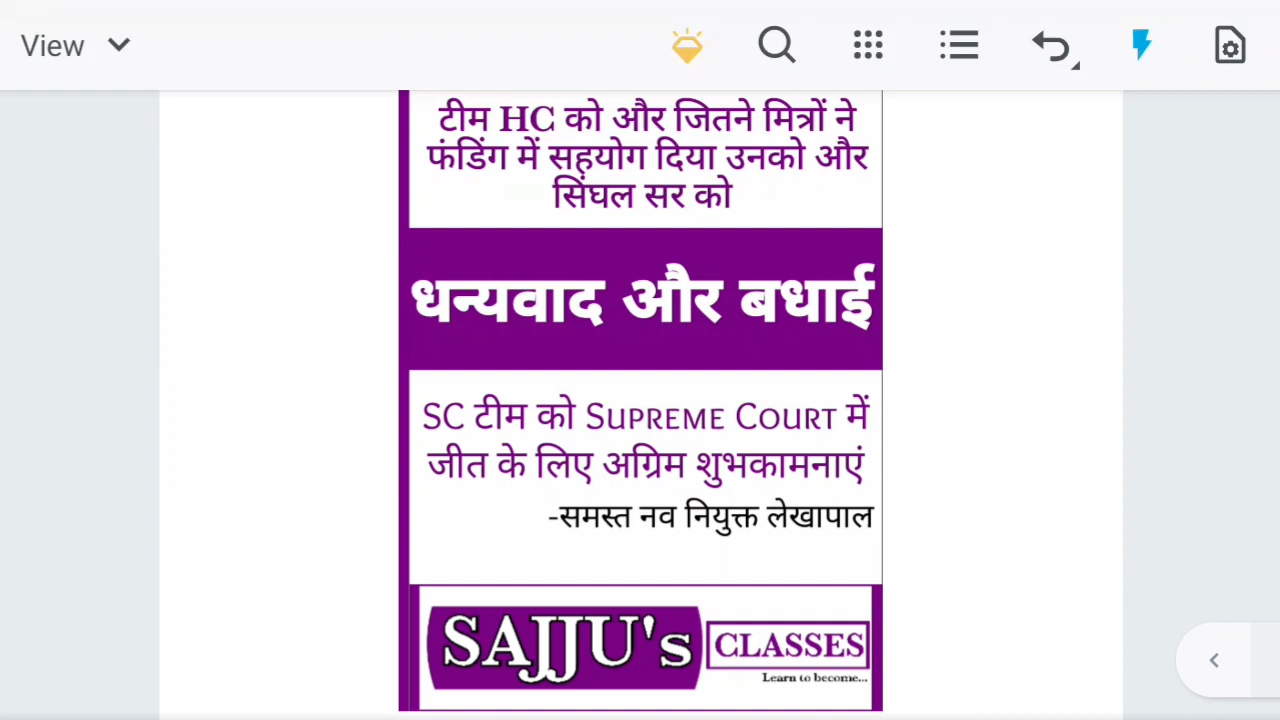 View
टीम HC को और जितने मित्रों ने
फंडिंग में सहयोग दिया उनको और
सिंघल सर को
धन्यवाद और बधाई
SC टीम को SUPREME COURT में
जीत के लिए अग्रिम शुभकामनाएं
-समस्त नव नियुक्त लेखापाल
SAJJU's CLASSES
Learn to become...